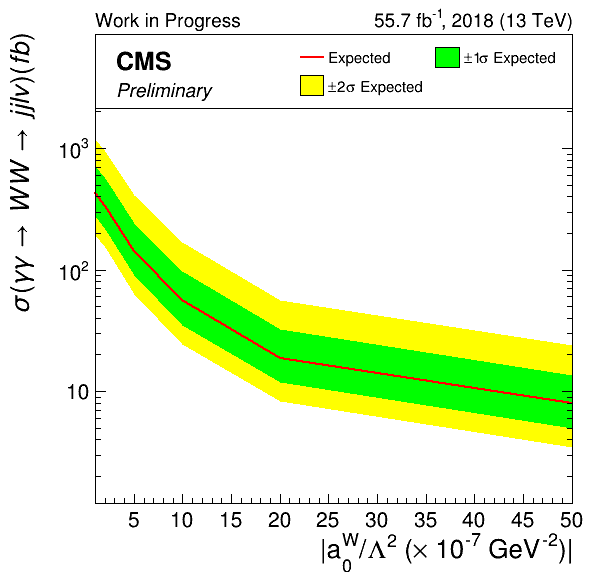 Work in Progress 55.7 fb⁻¹, 2018 (13 TeV)
CMS
Preliminary
Expected
±1σ Expected
±2σ Expected
σ(γγ → WW → jjlν)(fb)
10³
10²
10
5 10 15 20 25 30 35 40 45 50
|a₀ᵂ/Λ² (× 10⁻⁷ GeV⁻²)|